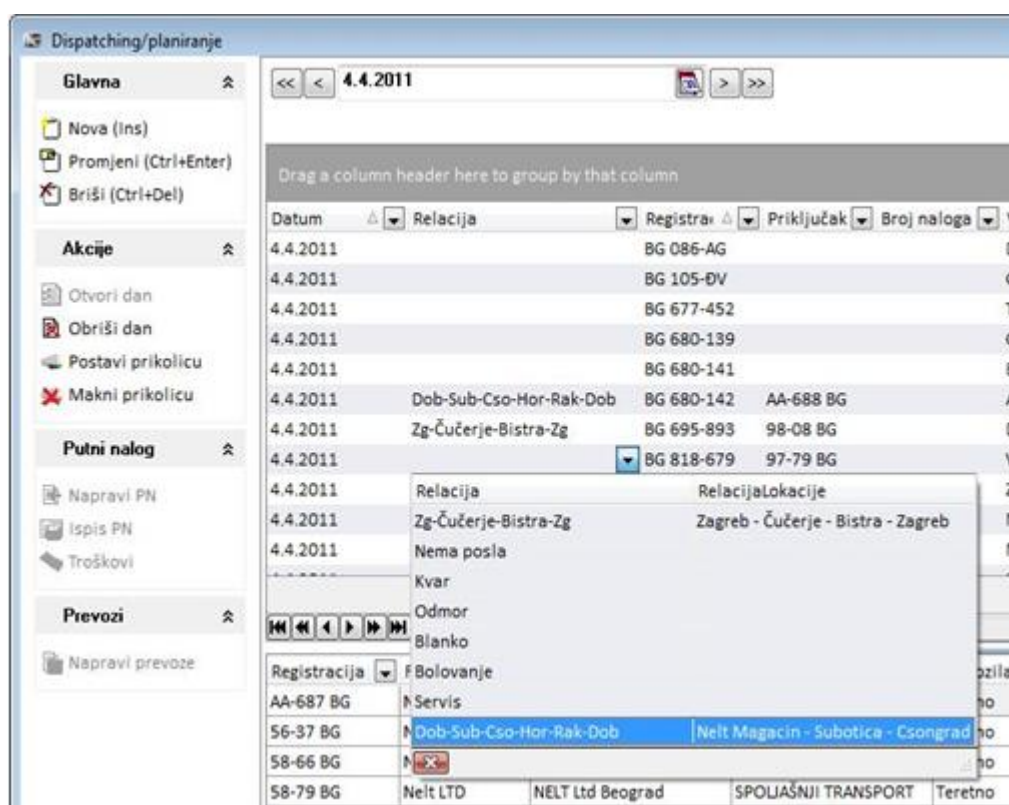 Dispatching/planiranje
Glavna
Nova (Ins)
Promjeni (Ctrl+Enter)
Briši (Ctrl+Del)
Akcije
Otvori dan
Obriši dan
Postavi prikolicu
Makni prikolicu
Putni nalog
Napravi PN
Ispis PN
Troškovi
Prevozi
Napravi prevoze
<< < 4.4.2011 > >>
Drag a column header here to group by that column
Datum Relacija Registra Priključak Broj naloga
4.4.2011 BG 086-AG
4.4.2011 BG 105-ĐV
4.4.2011 BG 677-452
4.4.2011 BG 680-139
4.4.2011 BG 680-141
4.4.2011 Dob-Sub-Cso-Hor-Rak-Dob BG 680-142 AA-688 BG
4.4.2011 Zg-Čučerje-Bistra-Zg BG 695-893 98-08 BG
4.4.2011 BG 818-679 97-79 BG
4.4.2011
4.4.2011
4.4.2011
Relacija RelacijaLokacije
Zg-Čučerje-Bistra-Zg Zagreb - Čučerje - Bistra - Zagreb
Nema posla
Kvar
Odmor
Blanko
Bolovanje
Servis
Dob-Sub-Cso-Hor-Rak-Dob Nelt Magacin - Subotica - Csongrad
Registracija
AA-687 BG
56-37 BG
58-66 BG
58-79 BG Nelt LTD NELT Ltd Beograd SPOLJAŠNJI TRANSPORT Teretno